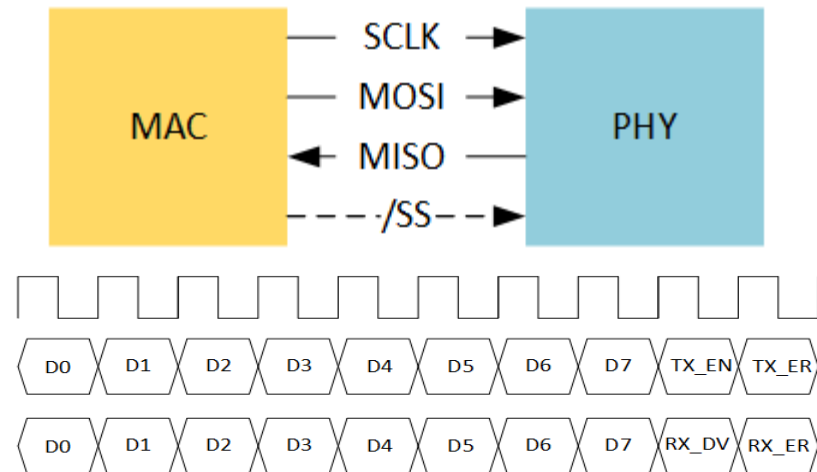 SCLK
MOSI
MAC PHY
MISO
/SS
D0 D1 D2 D3 D4 D5 D6 D7 TX_EN TX_ER
D0 D1 D2 D3 D4 D5 D6 D7 RX_DV RX_ER